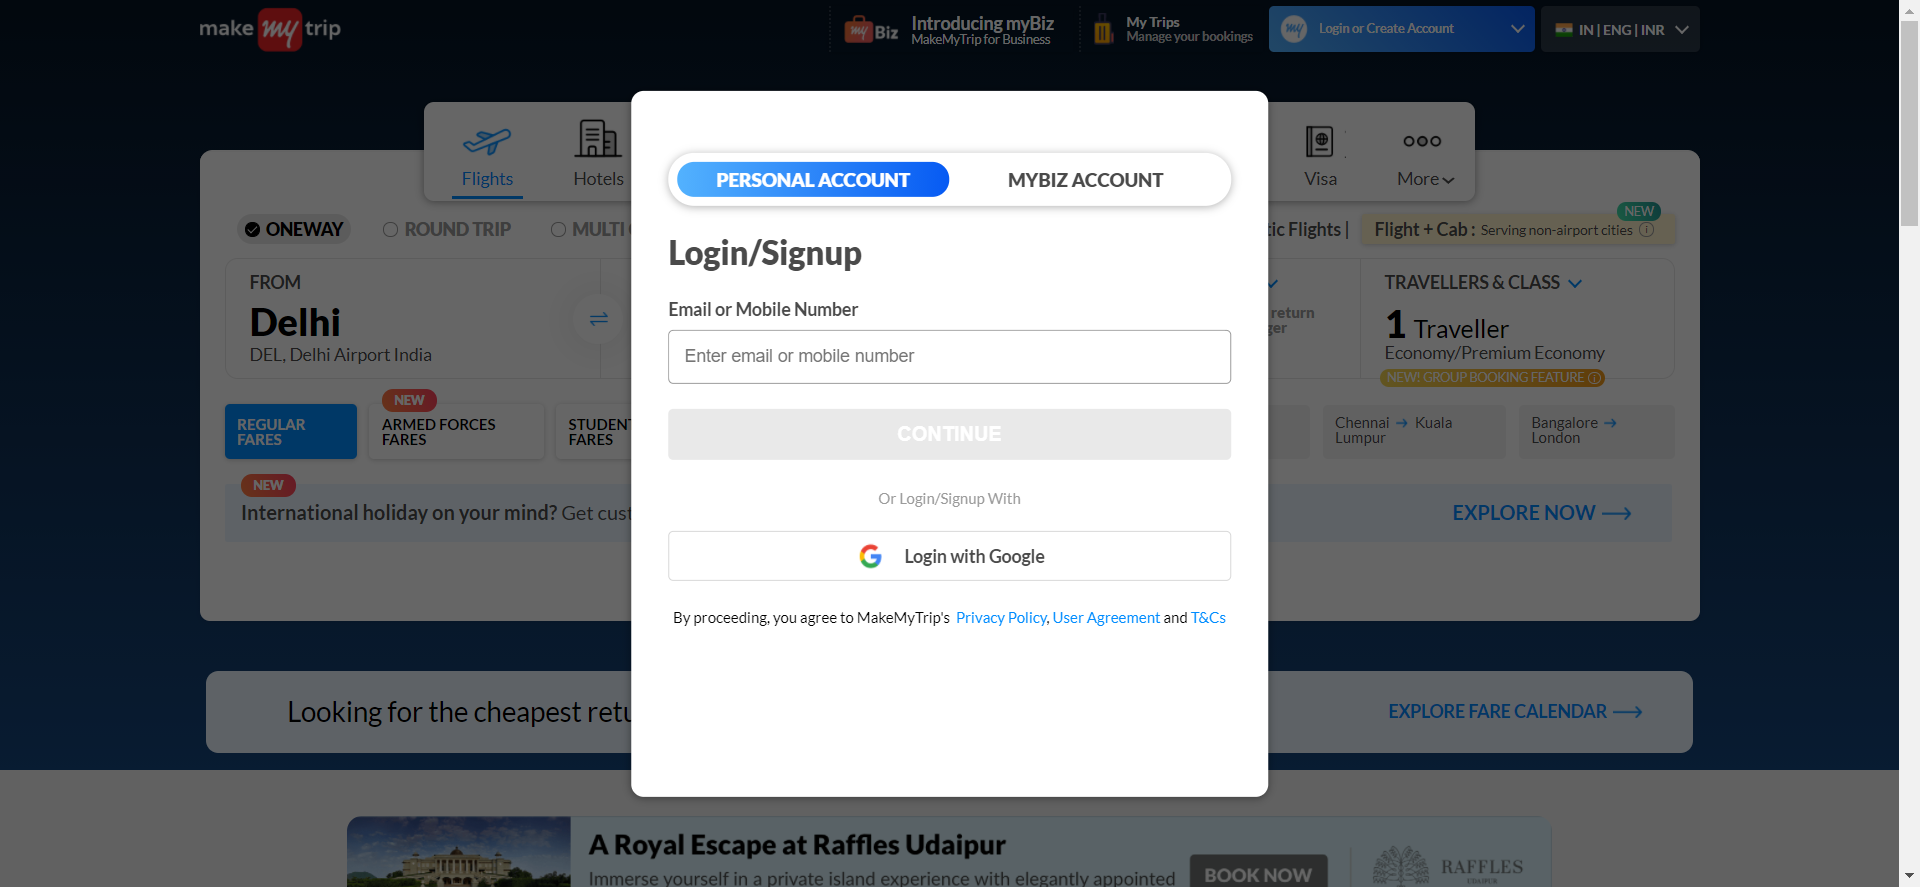 make my trip
my Biz
Introducing myBiz
MakeMyTrip for Business
My Trips
Manage your bookings
my
Login or Create Account
IN | ENG | INR
Flights
Hotels
Visa
More
PERSONAL ACCOUNT
MYBIZ ACCOUNT
ONEWAY
ROUND TRIP
MULTI
tic Flights |
NEW
Flight + Cab : Serving non-airport cities
Login/Signup
FROM
Delhi
DEL, Delhi Airport India
return
ger
TRAVELLERS & CLASS
1 Traveller
Economy/Premium Economy
NEW! GROUP BOOKING FEATURE
Email or Mobile Number
Enter email or mobile number
CONTINUE
REGULAR
FARES
NEW
ARMED FORCES
FARES
STUDENT
FARES
Chennai → Kuala
Lumpur
Bangalore →
London
Or Login/Signup With
NEW
International holiday on your mind? Get cust
EXPLORE NOW
Login with Google
By proceeding, you agree to MakeMyTrip's Privacy Policy, User Agreement and T&Cs
Looking for the cheapest retu
EXPLORE FARE CALENDAR
A Royal Escape at Raffles Udaipur
Immerse yourself in a private island experience with elegantly appointed
BOOK NOW
RAFFLES
UDAIPUR